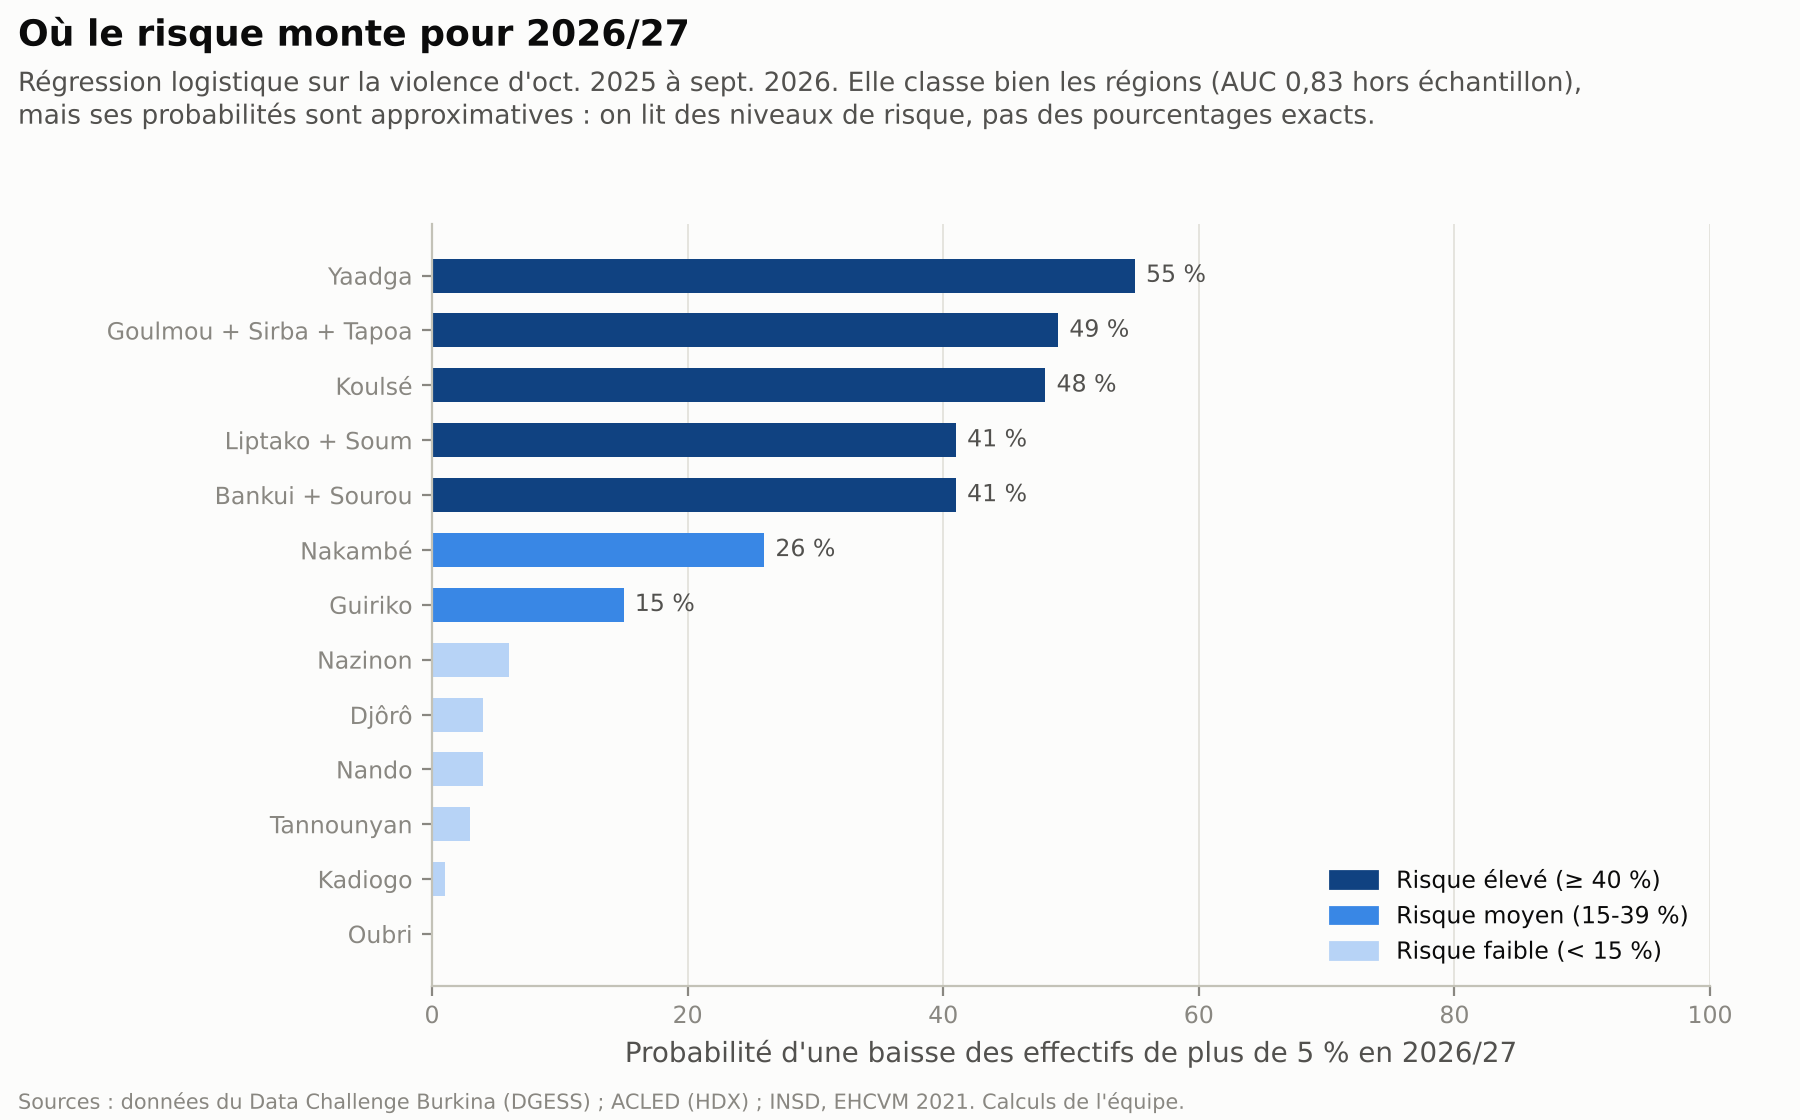 Où le risque monte pour 2026/27
Régression logistique sur la violence d'oct. 2025 à sept. 2026. Elle classe bien les régions (AUC 0,83 hors échantillon),
mais ses probabilités sont approximatives : on lit des niveaux de risque, pas des pourcentages exacts.
Yaadga 55 %
Goulmou + Sirba + Tapoa 49 %
Koulsé 48 %
Liptako + Soum 41 %
Bankui + Sourou 41 %
Nakambé 26 %
Guiriko 15 %
Nazinon
Djôrô
Nando
Tannounyan
Kadiogo
Oubri
Risque élevé (≥ 40 %)
Risque moyen (15-39 %)
Risque faible (< 15 %)
0 20 40 60 80 100
Probabilité d'une baisse des effectifs de plus de 5 % en 2026/27
Sources : données du Data Challenge Burkina (DGESS) ; ACLED (HDX) ; INSD, EHCVM 2021. Calculs de l'équipe.